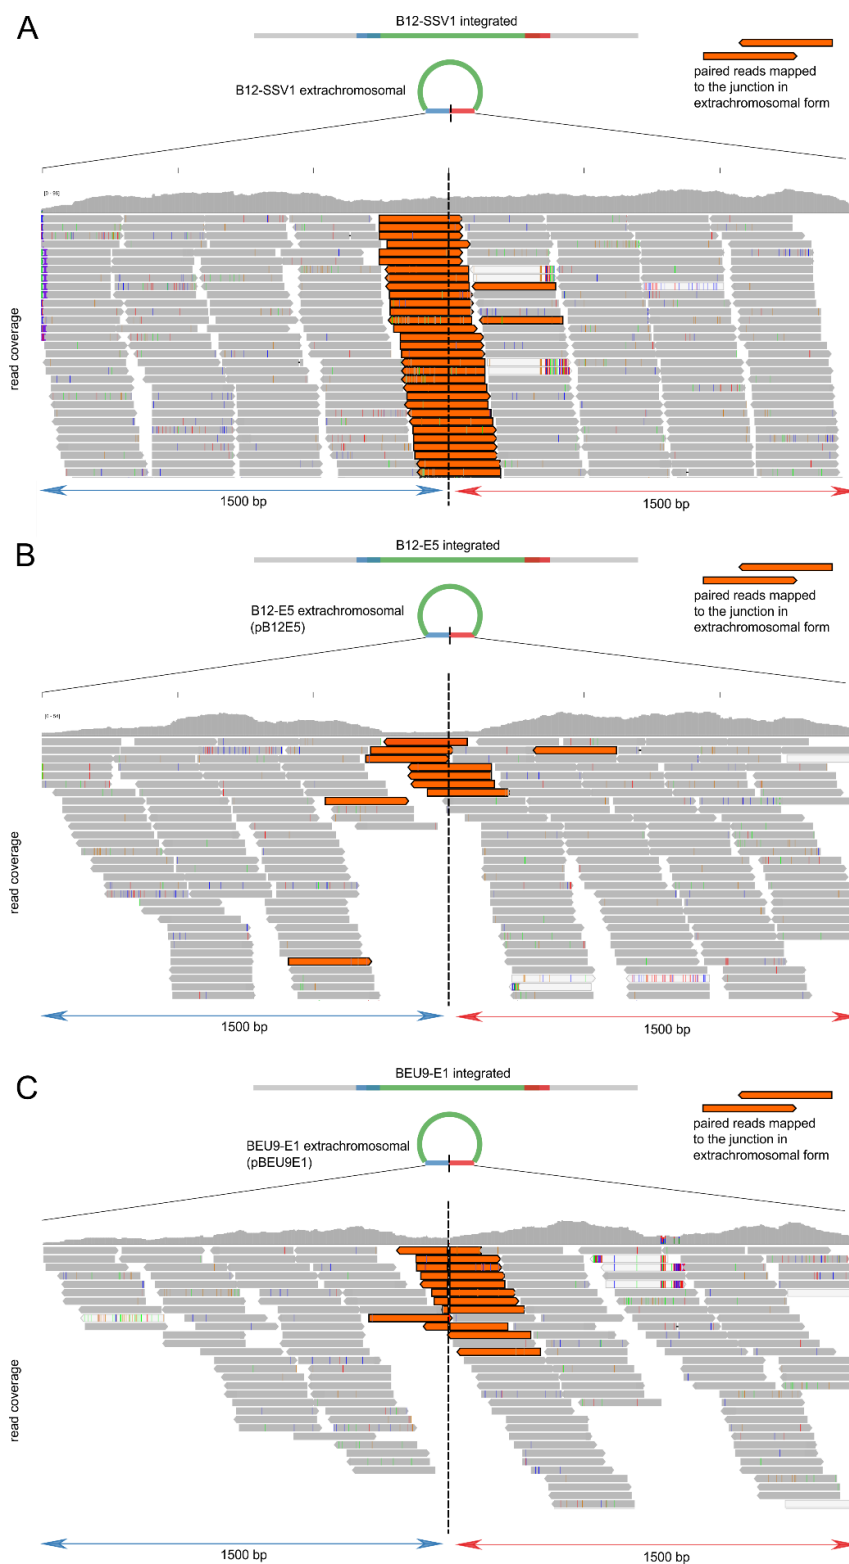 A
B12-SSV1 integrated
B12-SSV1 extrachromosomal
paired reads mapped
to the junction in
extrachromosomal form
read coverage
1500 bp
1500 bp
B
B12-E5 integrated
B12-E5 extrachromosomal
(pB12E5)
paired reads mapped
to the junction in
extrachromosomal form
read coverage
1500 bp
1500 bp
C
BEU9-E1 integrated
BEU9-E1 extrachromosomal
(pBEU9E1)
paired reads mapped
to the junction in
extrachromosomal form
read coverage
1500 bp
1500 bp